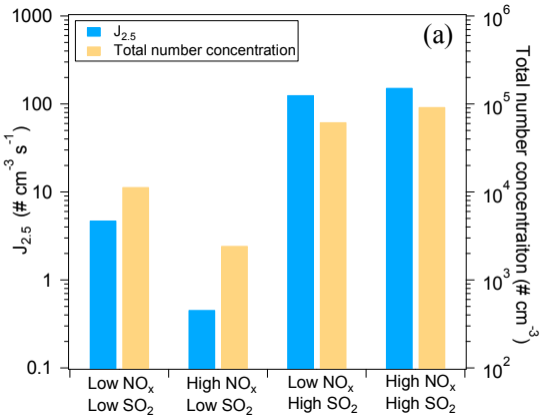 1000
100
10
1
0.1
J2.5 (# cm-3 s-1)
J2.5
Total number concentration
(a)
10^6
10^5
10^4
10^3
10^2
Total number concentraiton (# cm-3)
Low NOx
Low SO2
High NOx
Low SO2
Low NOx
High SO2
High NOx
High SO2